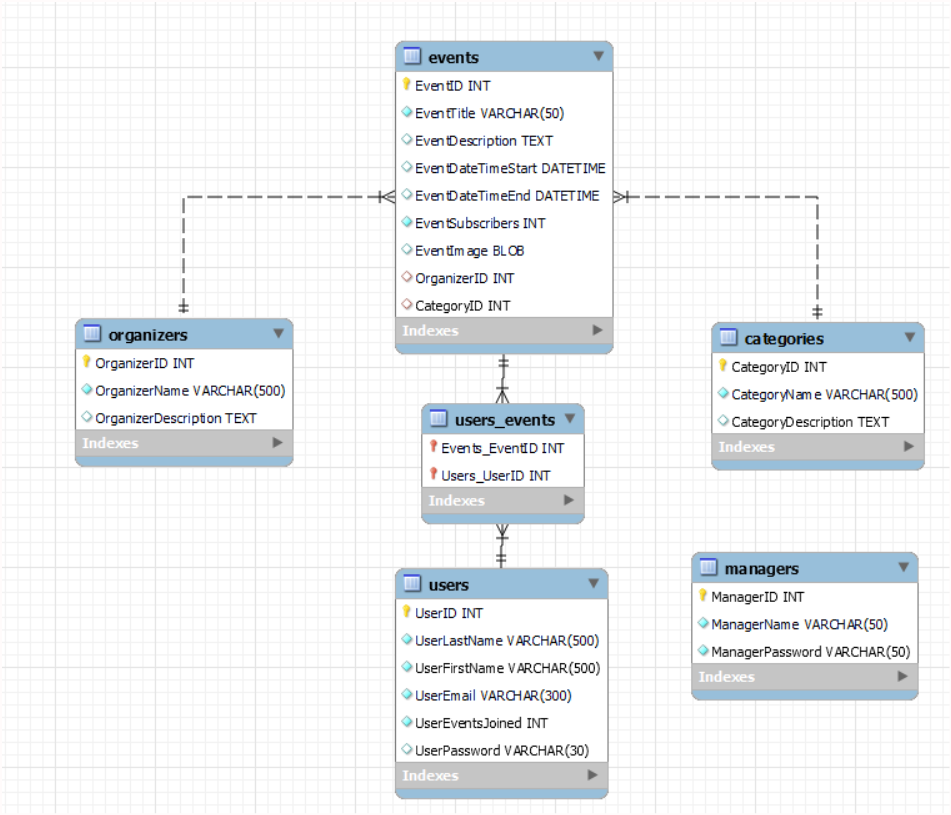 events
EventID INT
EventTitle VARCHAR(50)
EventDescription TEXT
EventDateTimeStart DATETIME
EventDateTimeEnd DATETIME
EventSubscribers INT
EventImage BLOB
OrganizerID INT
CategoryID INT
Indexes
organizers
OrganizerID INT
OrganizerName VARCHAR(500)
OrganizerDescription TEXT
Indexes
categories
CategoryID INT
CategoryName VARCHAR(500)
CategoryDescription TEXT
Indexes
users_events
Events_EventID INT
Users_UserID INT
Indexes
users
UserID INT
UserLastName VARCHAR(500)
UserFirstName VARCHAR(500)
UserEmail VARCHAR(300)
UserEventsJoined INT
UserPassword VARCHAR(30)
Indexes
managers
ManagerID INT
ManagerName VARCHAR(50)
ManagerPassword VARCHAR(50)
Indexes